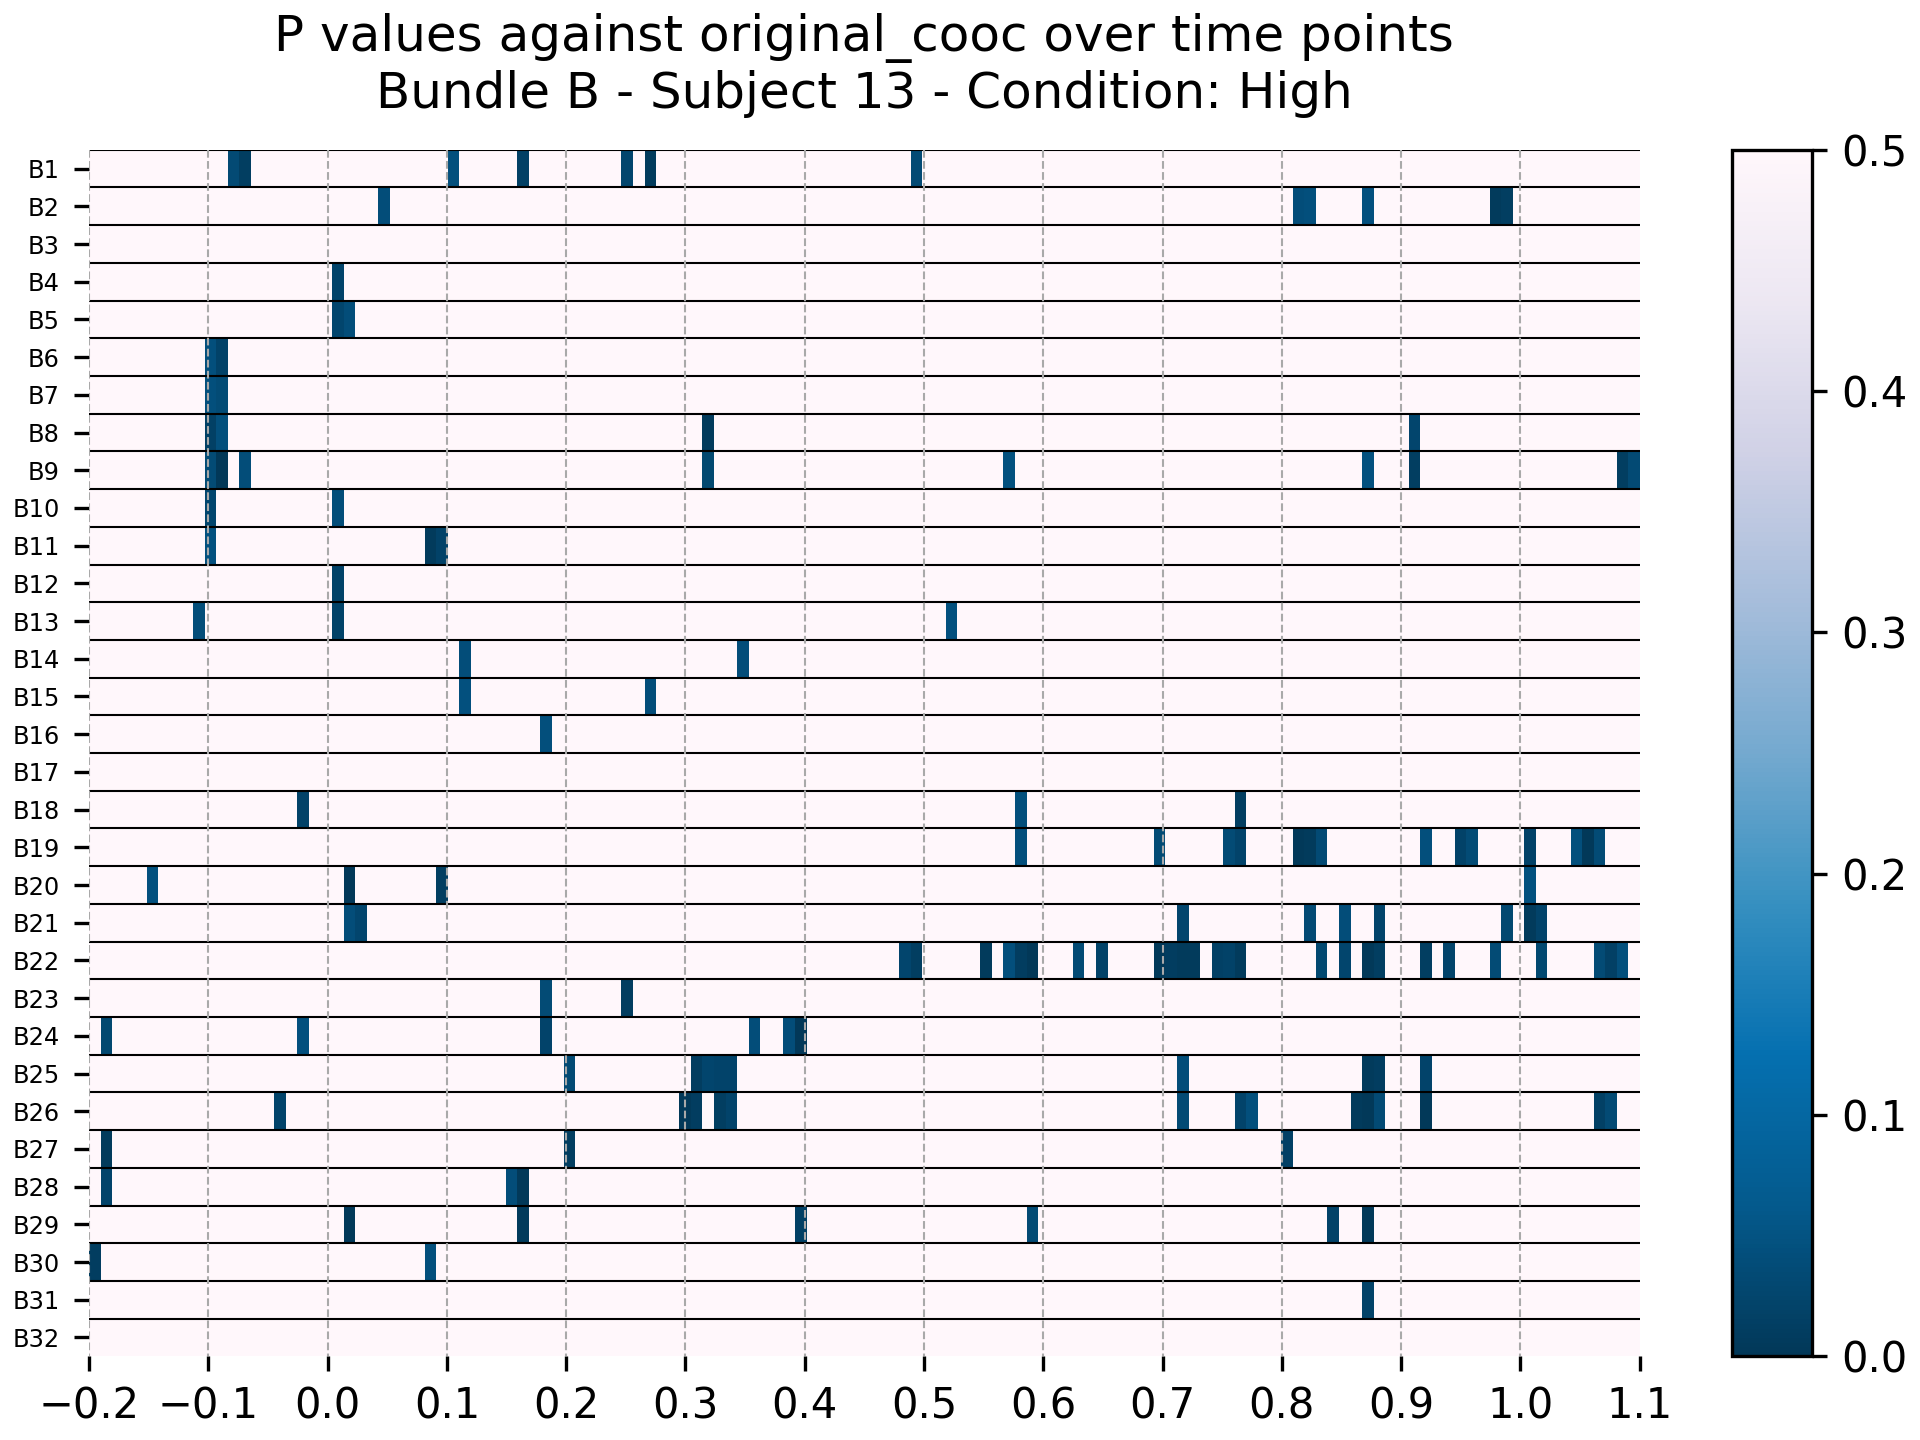 P values against original_cooc over time points
Bundle B - Subject 13 - Condition: High
B1
B2
B3
B4
B5
B6
B7
B8
B9
B10
B11
B12
B13
B14
B15
B16
B17
B18
B19
B20
B21
B22
B23
B24
B25
B26
B27
B28
B29
B30
B31
B32
−0.2 −0.1 0.0 0.1 0.2 0.3 0.4 0.5 0.6 0.7 0.8 0.9 1.0 1.1
0.5
0.4
0.3
0.2
0.1
0.0